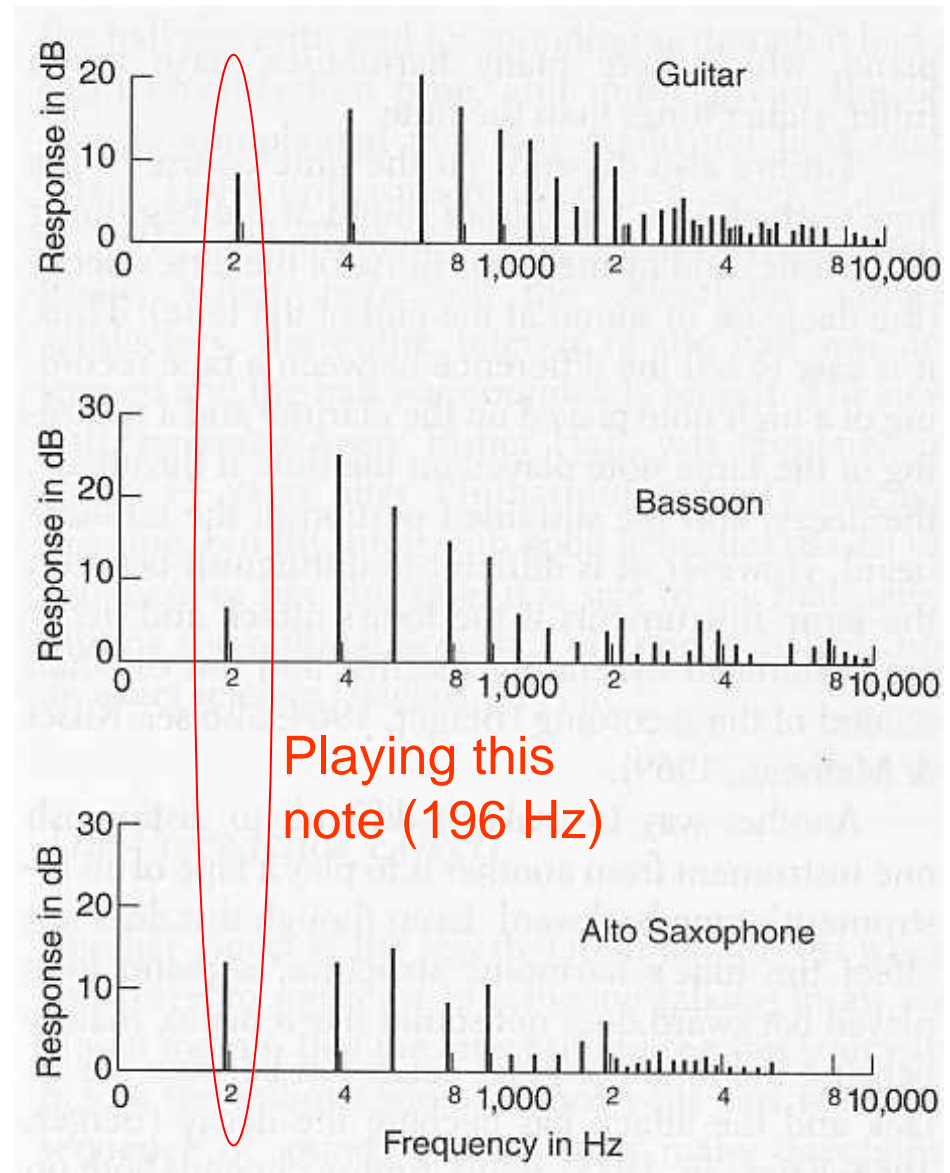 Guitar
Response in dB
20
10
0
0 2 4 8 1,000 2 4 8 10,000
Bassoon
Response in dB
30
20
10
0
0 2 4 8 1,000 2 4 8 10,000
Playing this
note (196 Hz)
Alto Saxophone
Response in dB
30
20
10
0
0 2 4 8 1,000 2 4 8 10,000
Frequency in Hz